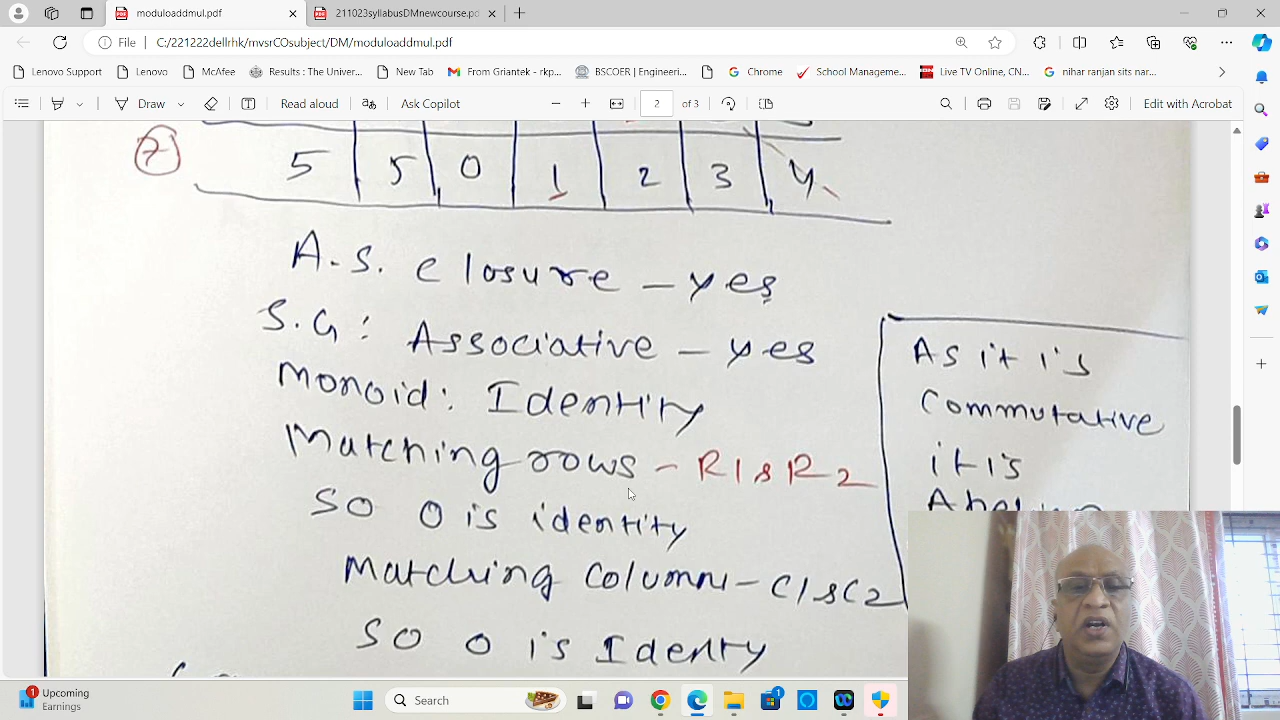 moduloaddmul.pdf
211023syllabusDMnewcourse.pd
File C:/221222dellrhk/mvsrCOsubject/DM/moduloaddmul.pdf
Lenovo Support Lenovo Results : The Univer... New Tab From Griantek - rkp... BSCOER | Engineeri... Chrome School Manageme... Live TV Online, CN... nihar ranjan sits nar...
Draw Read aloud Ask Copilot 2 of 3 Edit with Acrobat
7
5 5 0 1 2 3 4
A.S. closure - yes
S.G: Associative - yes
Monoid: Identity
Matching rows - R1 & R2
So 0 is identity
Matching Column - C1 & C2
So 0 is Identy
As it is
Commutative
it is
1 Upcoming
Earnings
Search
1